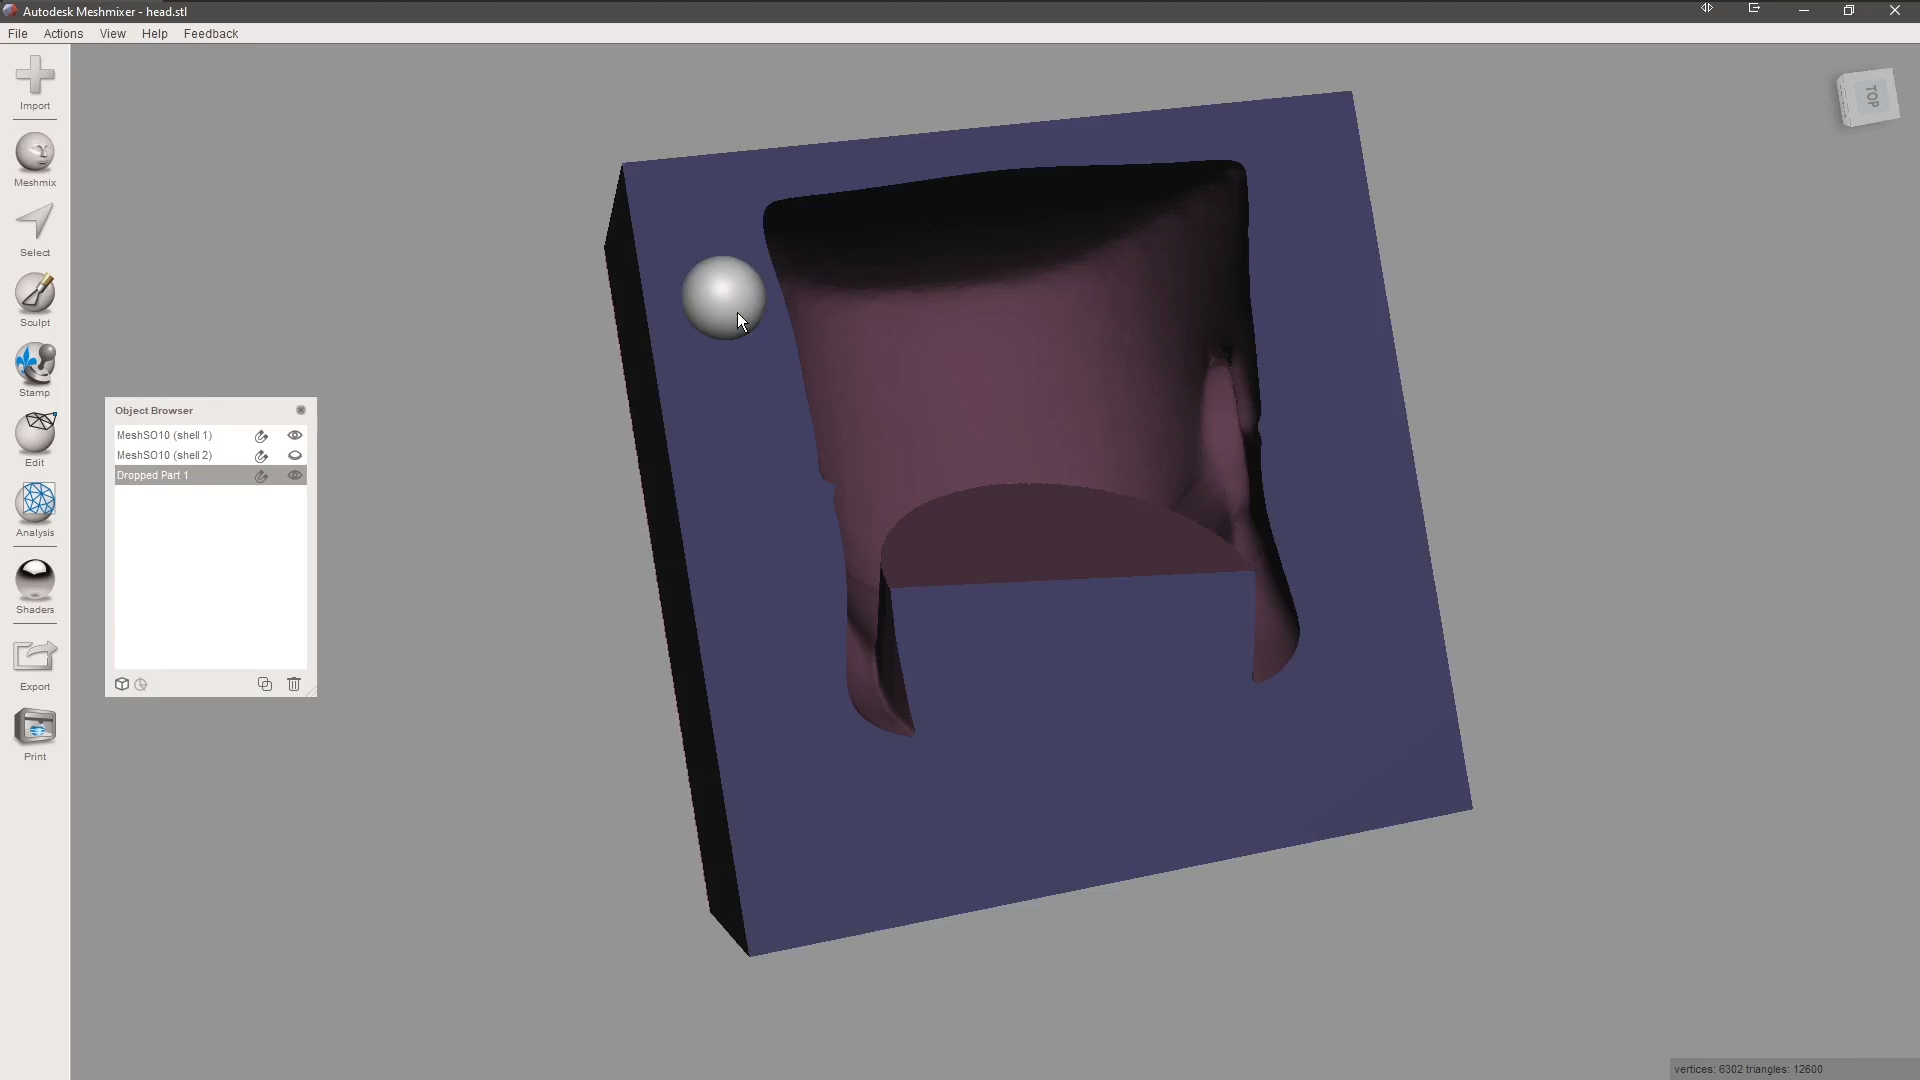 Autodesk Meshmixer - head.stl
File Actions View Help Feedback
Import
Meshmix
Select
Sculpt
Stamp
Edit
Analysis
Shaders
Export
Print
Object Browser
MeshSO10 (shell 1)
MeshSO10 (shell 2)
Dropped Part 1
TOP
vertices: 6302 triangles: 12600